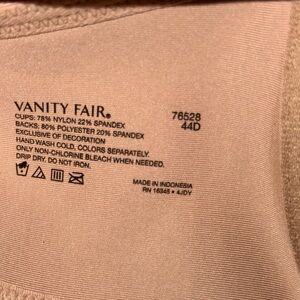 VANITY FAIR®
CUPS: 78% NYLON 22% SPANDEX
BACKS: 80% POLYESTER 20% SPANDEX
EXCLUSIVE OF DECORATION
HAND WASH COLD, COLORS SEPARATELY.
ONLY NON-CHLORINE BLEACH WHEN NEEDED.
DRIP DRY. DO NOT IRON.
76528
44D
MADE IN INDONESIA
RN 16345 • 4JDY